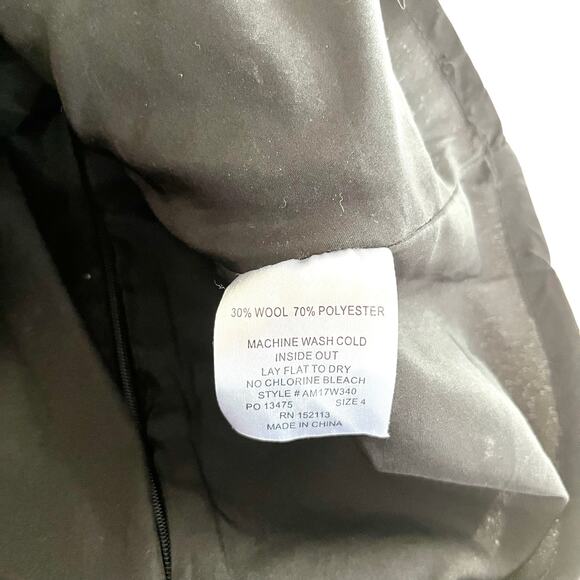 30% WOOL 70% POLYESTER
MACHINE WASH COLD
INSIDE OUT
LAY FLAT TO DRY
NO CHLORINE BLEACH
STYLE # AM17W340
PO 13475 SIZE 4
RN 152113
MADE IN CHINA